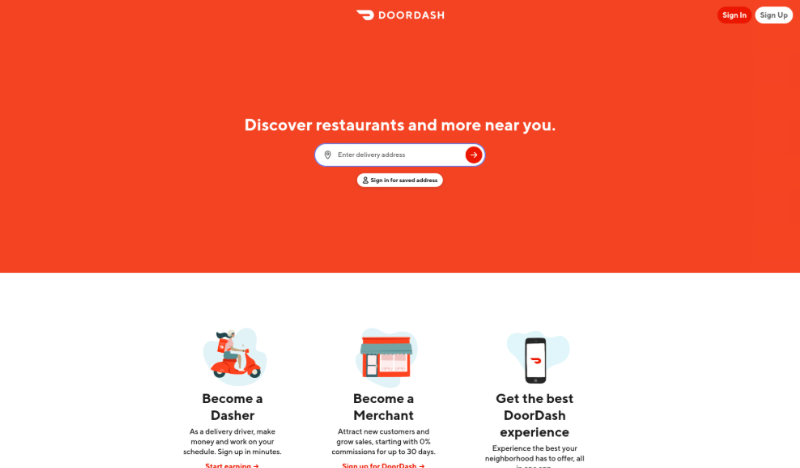 DOORDASH
Sign In
Sign Up
Discover restaurants and more near you.
Enter delivery address
Sign in for saved address
Become a
Dasher
As a delivery driver, make
money and work on your
schedule. Sign up in minutes.
Start earning →
Become a
Merchant
Attract new customers and
grow sales, starting with 0%
commissions for up to 30 days.
Sign up for DoorDash →
Get the best
DoorDash
experience
Experience the best your
neighborhood has to offer, all
in one app.